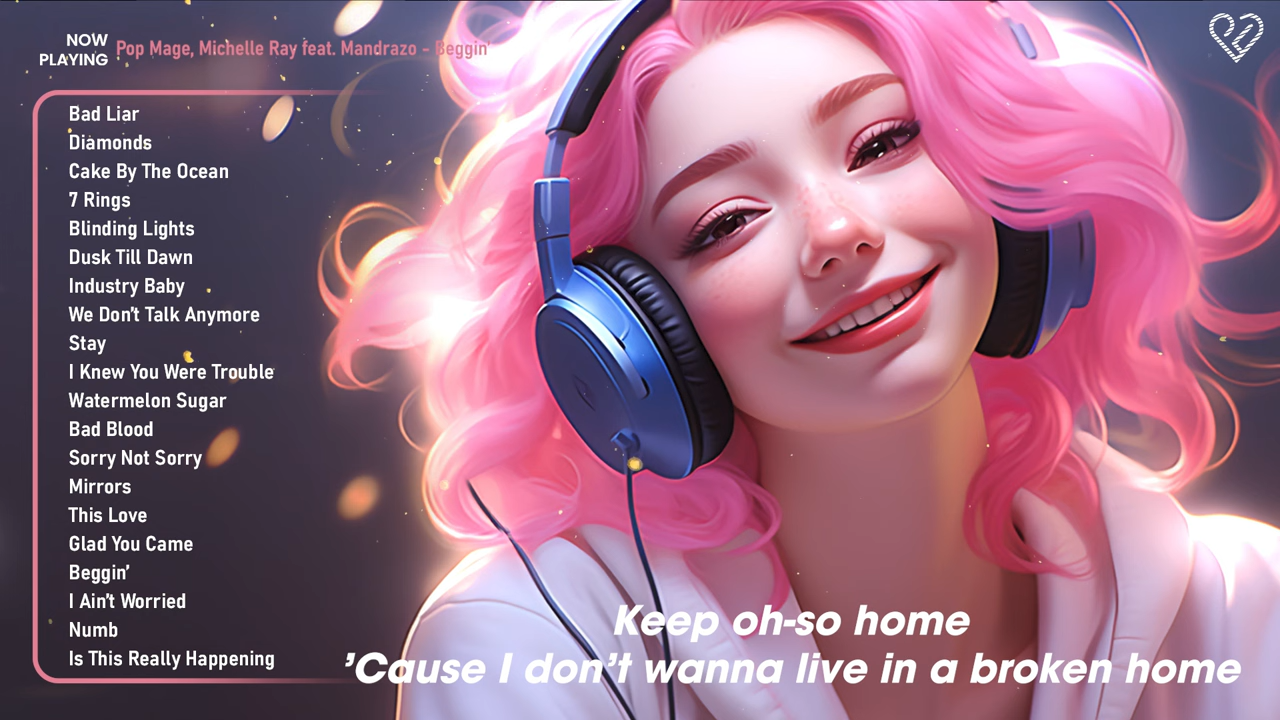 NOW
PLAYING
Pop Mage, Michelle Ray feat. Mandrazo - Beggin'
Bad Liar
Diamonds
Cake By The Ocean
7 Rings
Blinding Lights
Dusk Till Dawn
Industry Baby
We Don't Talk Anymore
Stay
I Knew You Were Trouble
Watermelon Sugar
Bad Blood
Sorry Not Sorry
Mirrors
This Love
Glad You Came
Beggin'
I Ain't Worried
Numb
Is This Really Happening
Keep oh-so home
'Cause I don't wanna live in a broken home